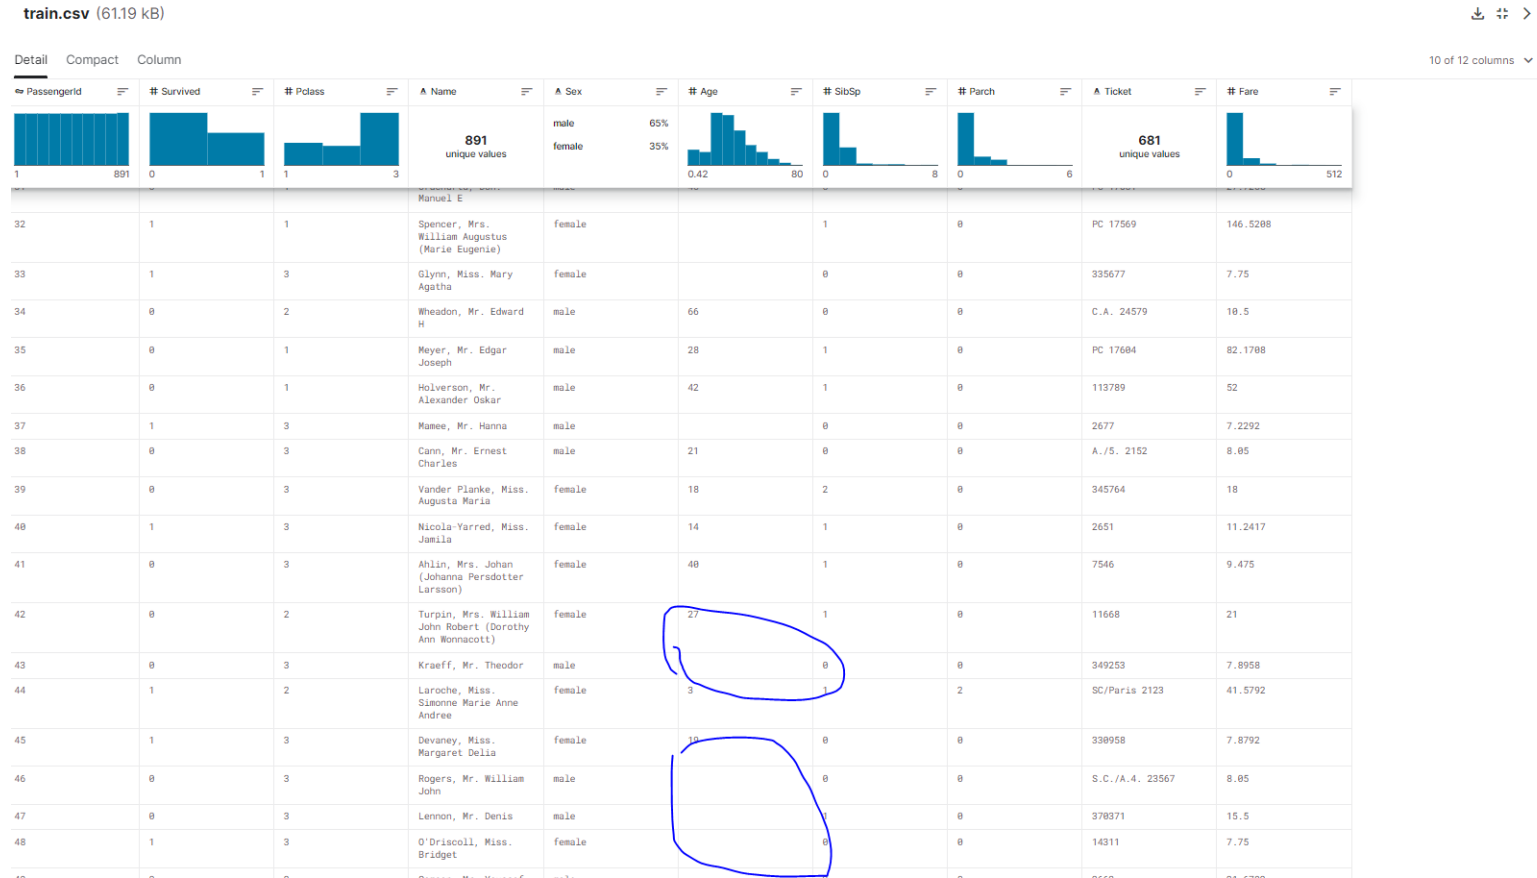 train.csv (61.19 kB)
Detail Compact Column 10 of 12 columns
PassengerId # Survived # Pclass Name Sex # Age # SibSp # Parch Ticket # Fare
891 unique values
male 65%
female 35%
681 unique values
1 891 0 1 1 3 0.42 80 0 8 0 6 0 512
Manuel E
32 1 1 Spencer, Mrs. female 1 0 PC 17569 146.5208
William Augustus
(Marie Eugenie)
33 1 3 Glynn, Miss. Mary female 0 0 335677 7.75
Agatha
34 0 2 Wheadon, Mr. Edward male 66 0 0 C.A. 24579 10.5
H
35 0 1 Meyer, Mr. Edgar male 28 1 0 PC 17604 82.1708
Joseph
36 0 1 Holverson, Mr. male 42 1 0 113789 52
Alexander Oskar
37 1 3 Mamee, Mr. Hanna male 0 0 2677 7.2292
38 0 3 Cann, Mr. Ernest male 21 0 0 A./5. 2152 8.05
Charles
39 0 3 Vander Planke, Miss. female 18 2 0 345764 18
Augusta Maria
40 1 3 Nicola-Yarred, Miss. female 14 1 0 2651 11.2417
Jamila
41 0 3 Ahlin, Mrs. Johan female 40 1 0 7546 9.475
(Johanna Persdotter
Larsson)
42 0 2 Turpin, Mrs. William female 27 1 0 11668 21
John Robert (Dorothy
Ann Wonnacott)
43 0 3 Kraeff, Mr. Theodor male 0 0 349253 7.8958
44 1 2 Laroche, Miss. female 3 1 2 SC/Paris 2123 41.5792
Simonne Marie Anne
Andree
45 1 3 Devaney, Miss. female 19 0 0 330958 7.8792
Margaret Delia
46 0 3 Rogers, Mr. William male 0 0 S.C./A.4. 23567 8.05
John
47 0 3 Lennon, Mr. Denis male 1 0 370371 15.5
48 1 3 O'Driscoll, Miss. female 0 0 14311 7.75
Bridget